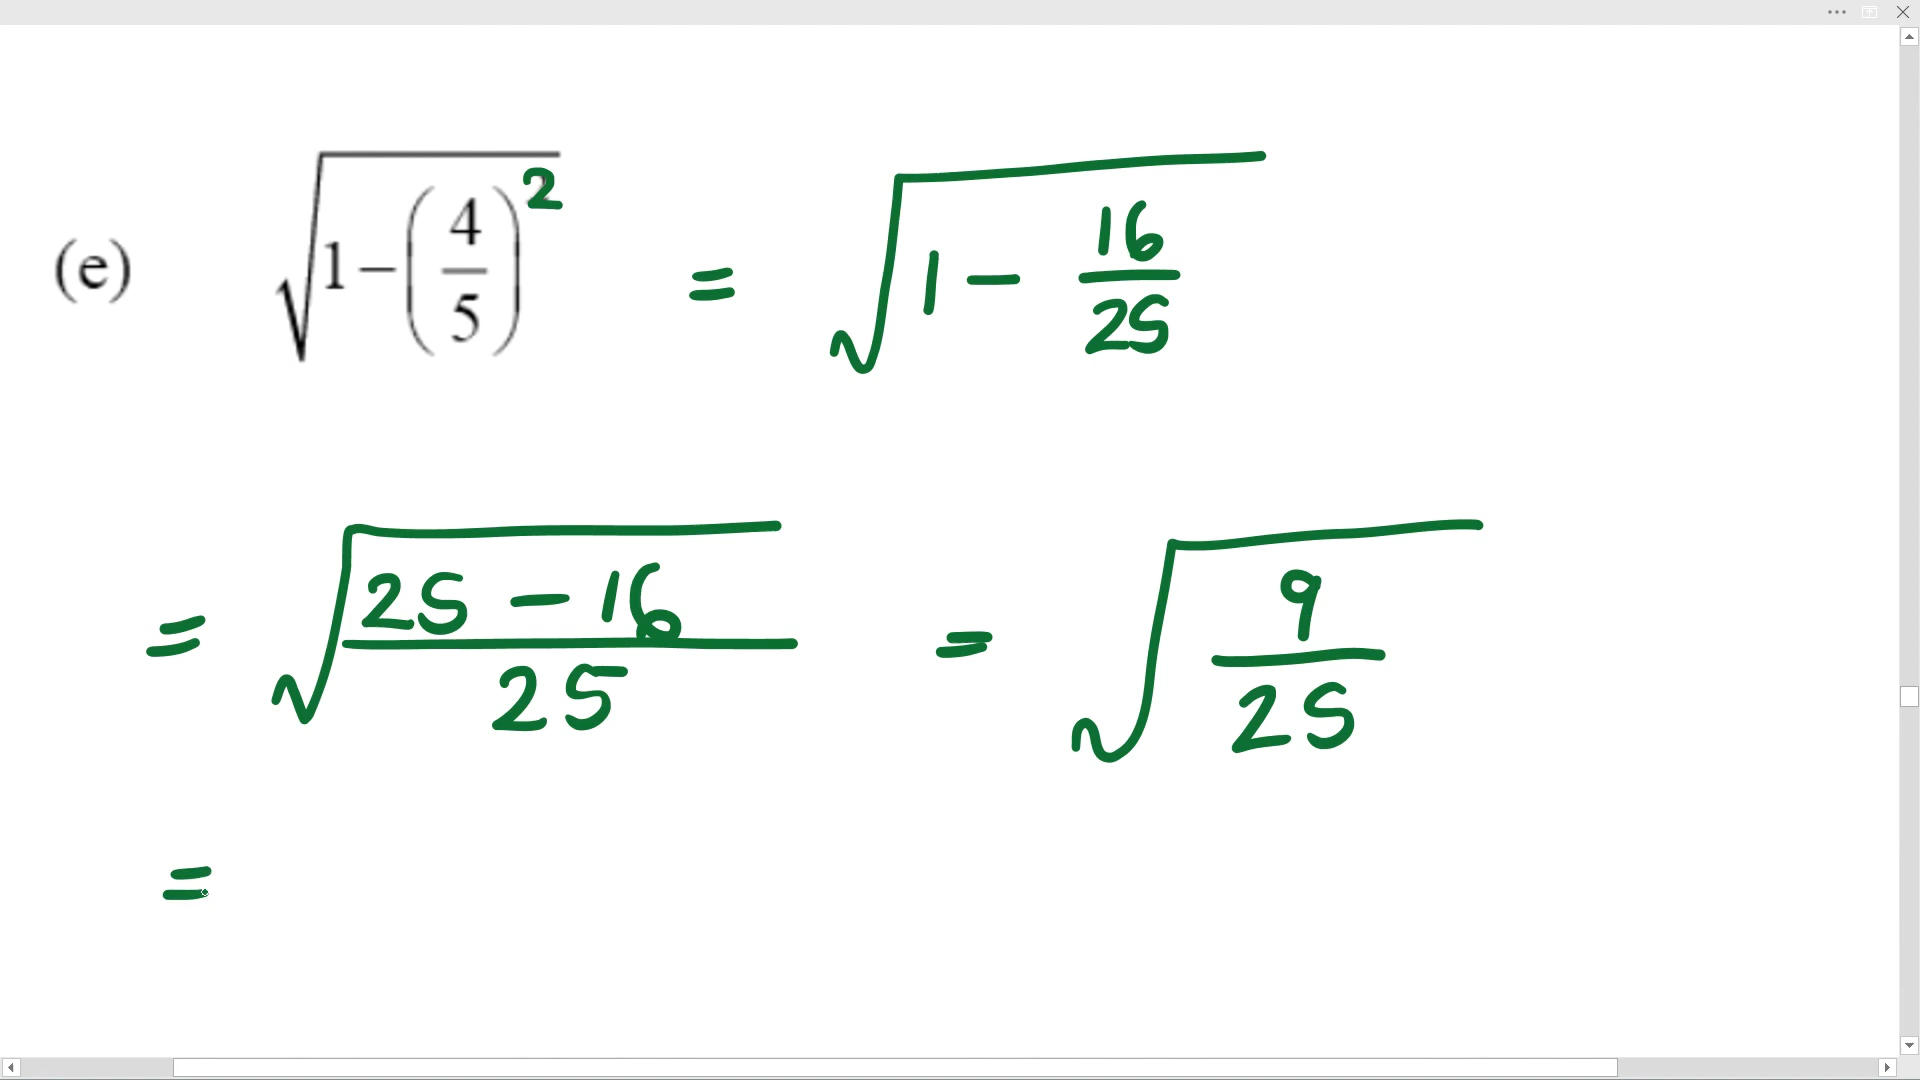 (e) √(1−(4/5)²) = √(1 − 16/25)
= √((25 − 16)/25) = √(9/25)
=